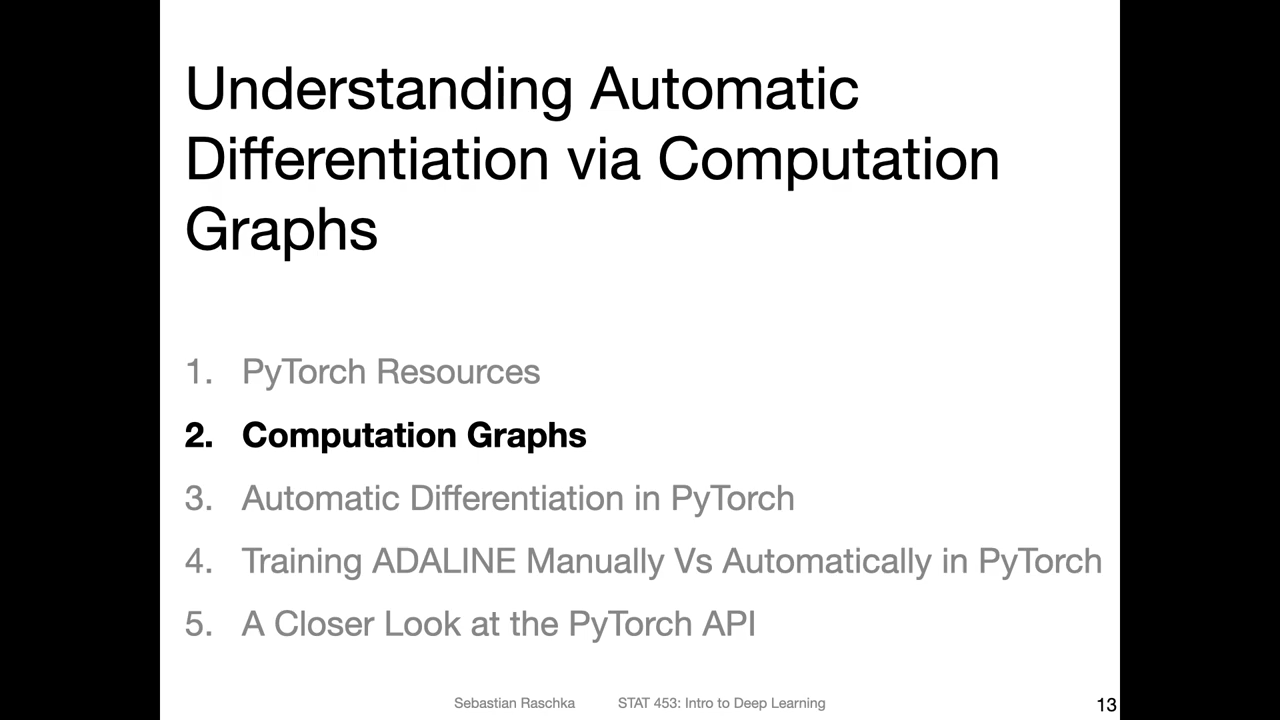 Understanding Automatic
Differentiation via Computation
Graphs
1. PyTorch Resources
2. Computation Graphs
3. Automatic Differentiation in PyTorch
4. Training ADALINE Manually Vs Automatically in PyTorch
5. A Closer Look at the PyTorch API
Sebastian Raschka STAT 453: Intro to Deep Learning 13